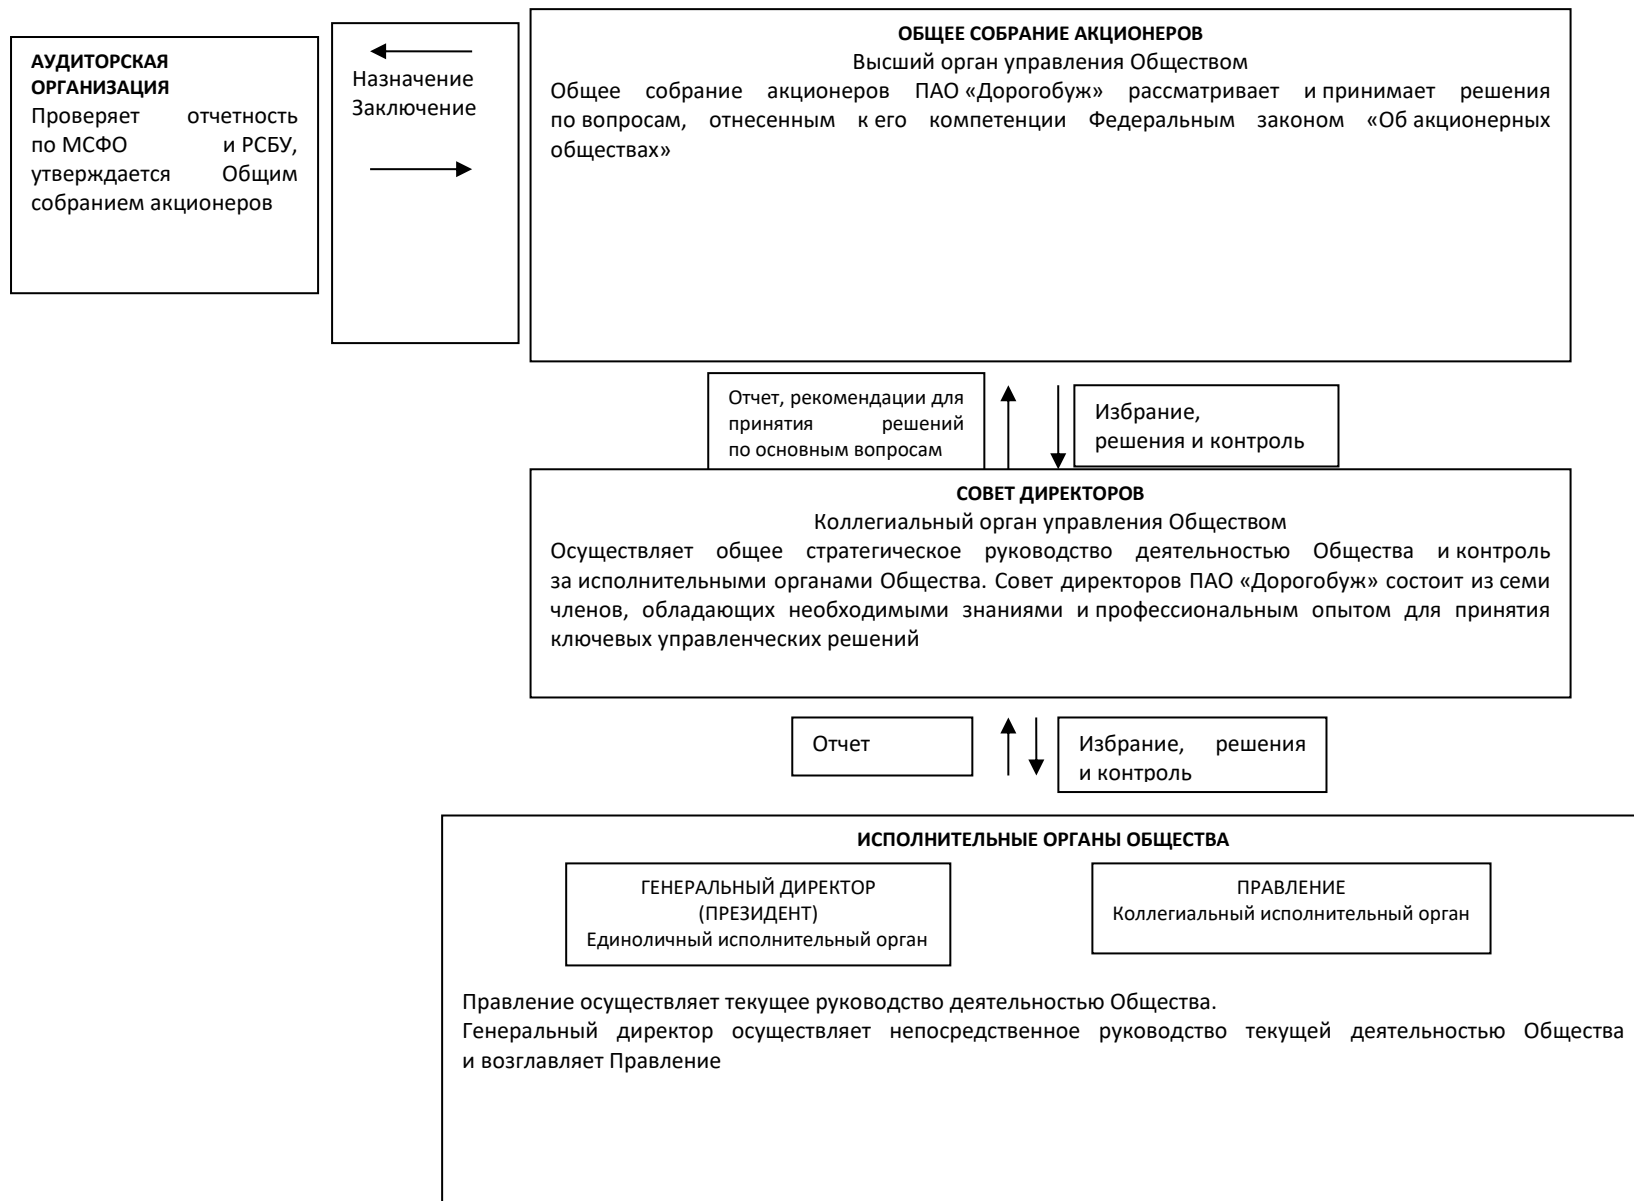 АУДИТОРСКАЯ
ОРГАНИЗАЦИЯ
Проверяет отчетность
по МСФО и РСБУ,
утверждается Общим
собранием акционеров
Назначение
Заключение
ОБЩЕЕ СОБРАНИЕ АКЦИОНЕРОВ
Высший орган управления Обществом
Общее собрание акционеров ПАО «Дорогобуж» рассматривает и принимает решения
по вопросам, отнесенным к его компетенции Федеральным законом «Об акционерных
обществах»
Отчет, рекомендации для
принятия решений
по основным вопросам
Избрание,
решения и контроль
СОВЕТ ДИРЕКТОРОВ
Коллегиальный орган управления Обществом
Осуществляет общее стратегическое руководство деятельностью Общества и контроль
за исполнительными органами Общества. Совет директоров ПАО «Дорогобуж» состоит из семи
членов, обладающих необходимыми знаниями и профессиональным опытом для принятия
ключевых управленческих решений
Отчет
Избрание, решения
и контроль
ИСПОЛНИТЕЛЬНЫЕ ОРГАНЫ ОБЩЕСТВА
ГЕНЕРАЛЬНЫЙ ДИРЕКТОР
(ПРЕЗИДЕНТ)
Единоличный исполнительный орган
ПРАВЛЕНИЕ
Коллегиальный исполнительный орган
Правление осуществляет текущее руководство деятельностью Общества.
Генеральный директор осуществляет непосредственное руководство текущей деятельностью Общества
и возглавляет Правление